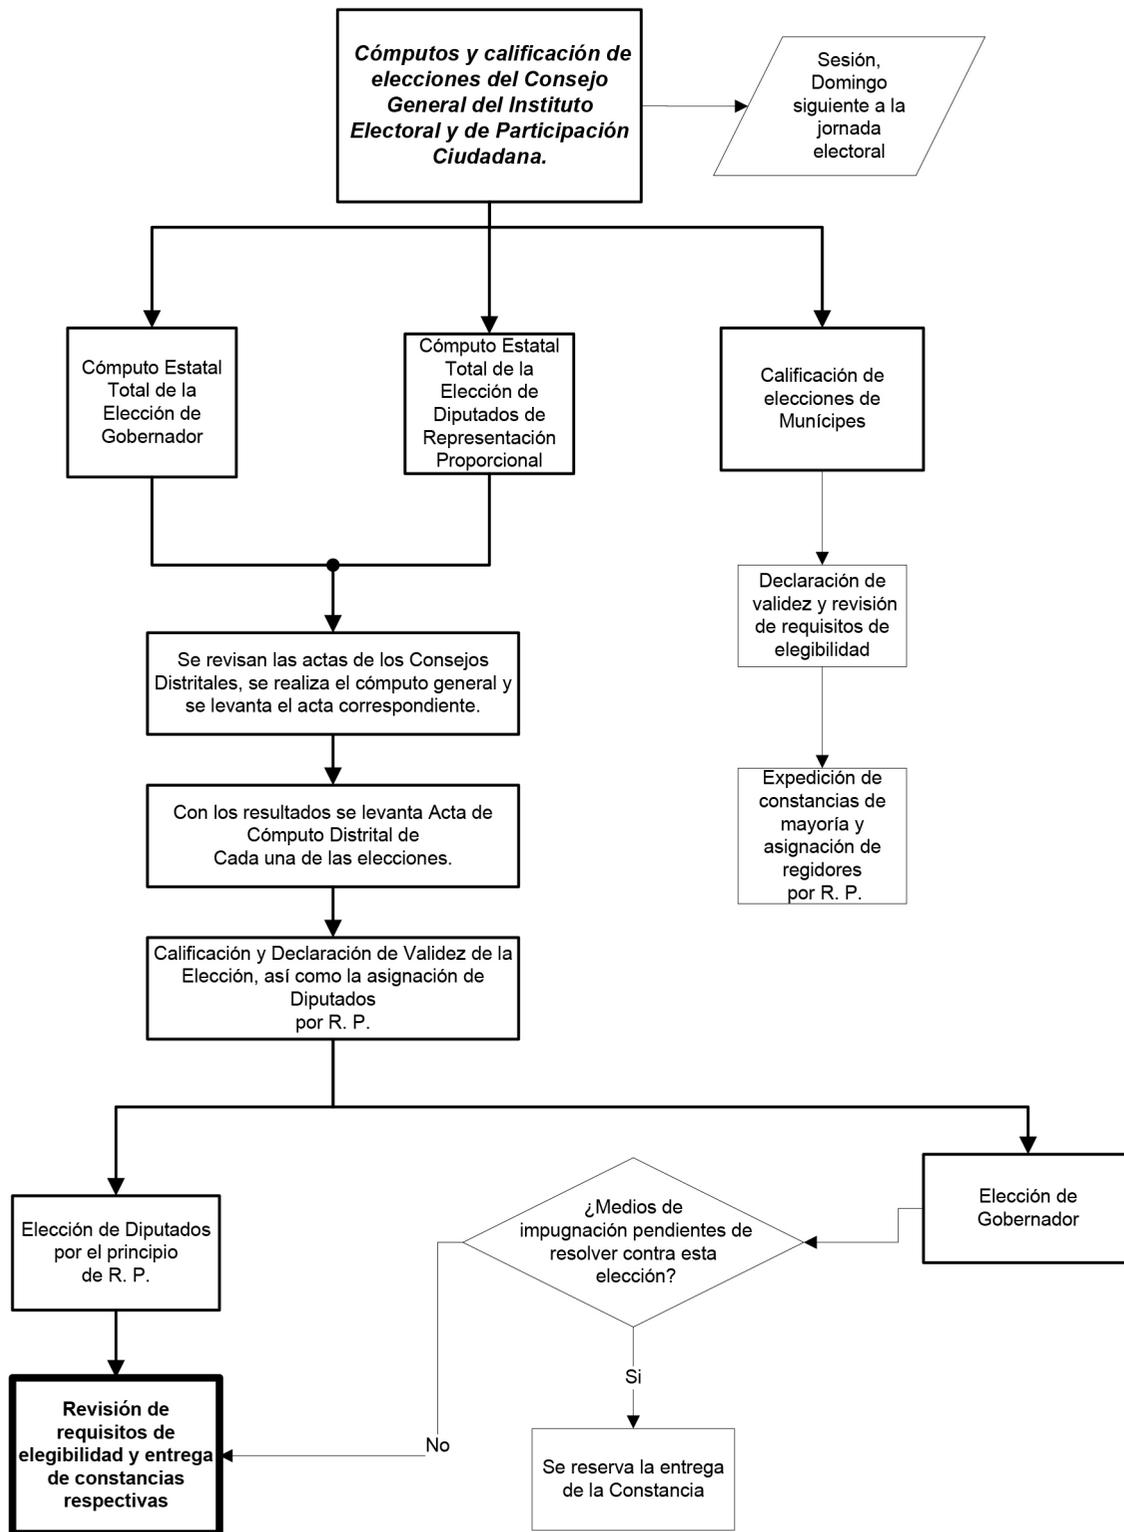 Cómputos y calificación de
elecciones del Consejo
General del Instituto
Electoral y de Participación
Ciudadana.
Sesión,
Domingo
siguiente a la
jornada
electoral
Cómputo Estatal
Total de la
Elección de
Gobernador
Cómputo Estatal
Total de la
Elección de
Diputados de
Representación
Proporcional
Calificación de
elecciones de
Munícipes
Declaración de
validez y revisión
de requisitos de
elegibilidad
Se revisan las actas de los Consejos
Distritales, se realiza el cómputo general y
se levanta el acta correspondiente.
Expedición de
constancias de
mayoría y
asignación de
regidores
por R. P.
Con los resultados se levanta Acta de
Cómputo Distrital de
Cada una de las elecciones.
Calificación y Declaración de Validez de la
Elección, así como la asignación de
Diputados
por R. P.
Elección de Diputados
por el principio
de R. P.
¿Medios de
impugnación pendientes de
resolver contra esta
elección?
Elección de
Gobernador
Si
No
Revisión de
requisitos de
elegibilidad y entrega
de constancias
respectivas
Se reserva la entrega
de la Constancia